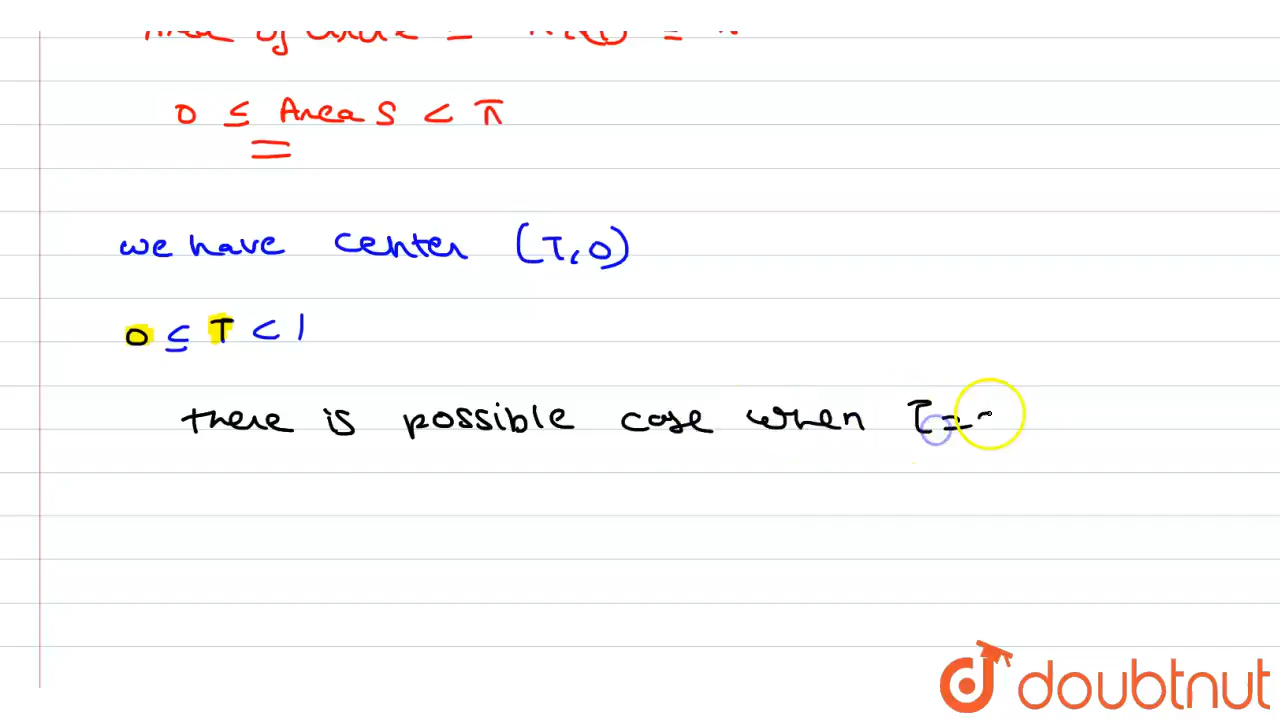 0 ≤ Area S < π
we have center (T, 0)
0 ≤ T < 1
there is possible case when T =
doubtnut